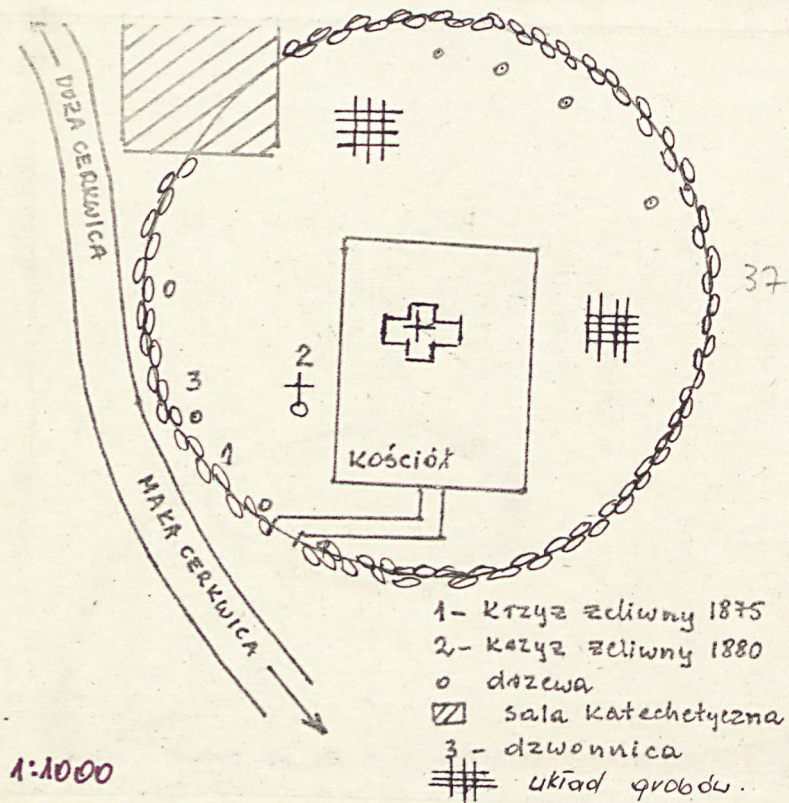 DUŻA CERKWICA
37
3
2
1
KOŚCIÓŁ
MAŁA CERKWICA
1- Krzyż żeliwny 1875
2- Krzyż żeliwny 1880
o drzewa
sala katechetyczna
3 - dzwonnica
układ grobów.
1:1000